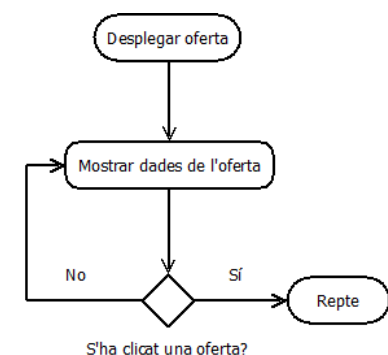 Desplegar oferta
Mostrar dades de l'oferta
No
Sí
Repte
S'ha clicat una oferta?